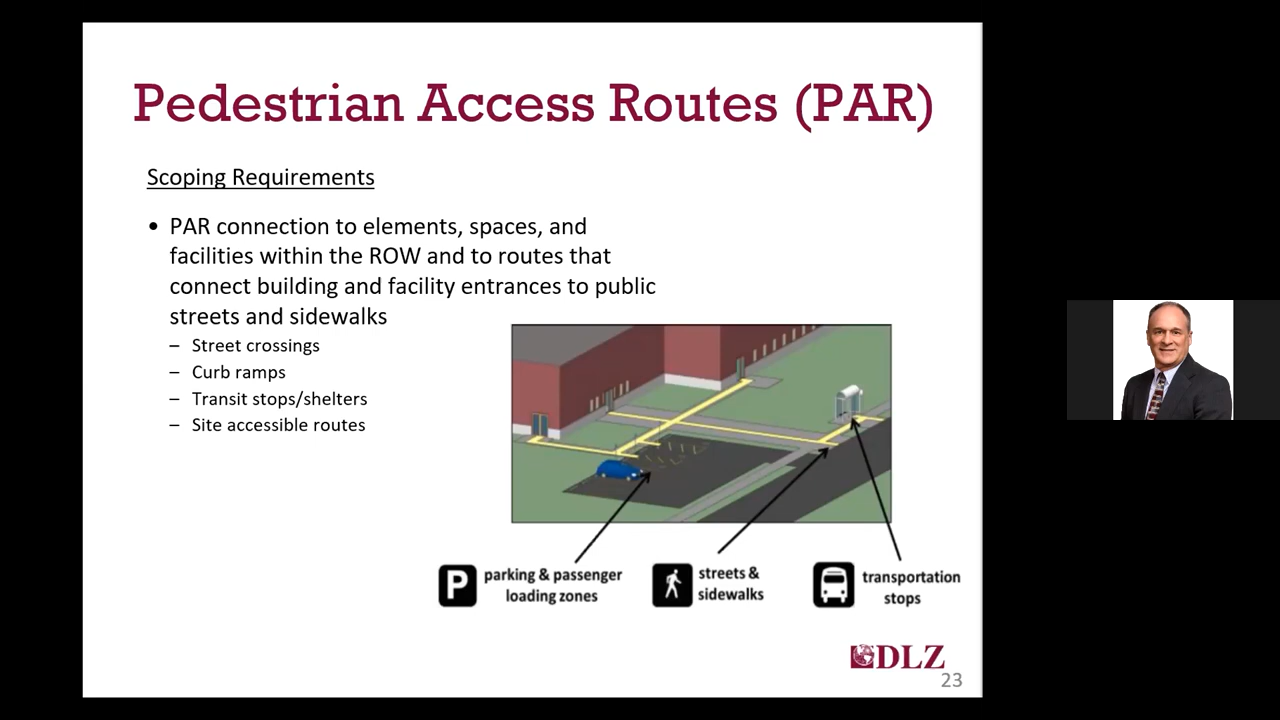 Pedestrian Access Routes (PAR)
Scoping Requirements
• PAR connection to elements, spaces, and
facilities within the ROW and to routes that
connect building and facility entrances to public
streets and sidewalks
– Street crossings
– Curb ramps
– Transit stops/shelters
– Site accessible routes
P
parking & passenger
loading zones
streets &
sidewalks
transportation
stops
DLZ
23